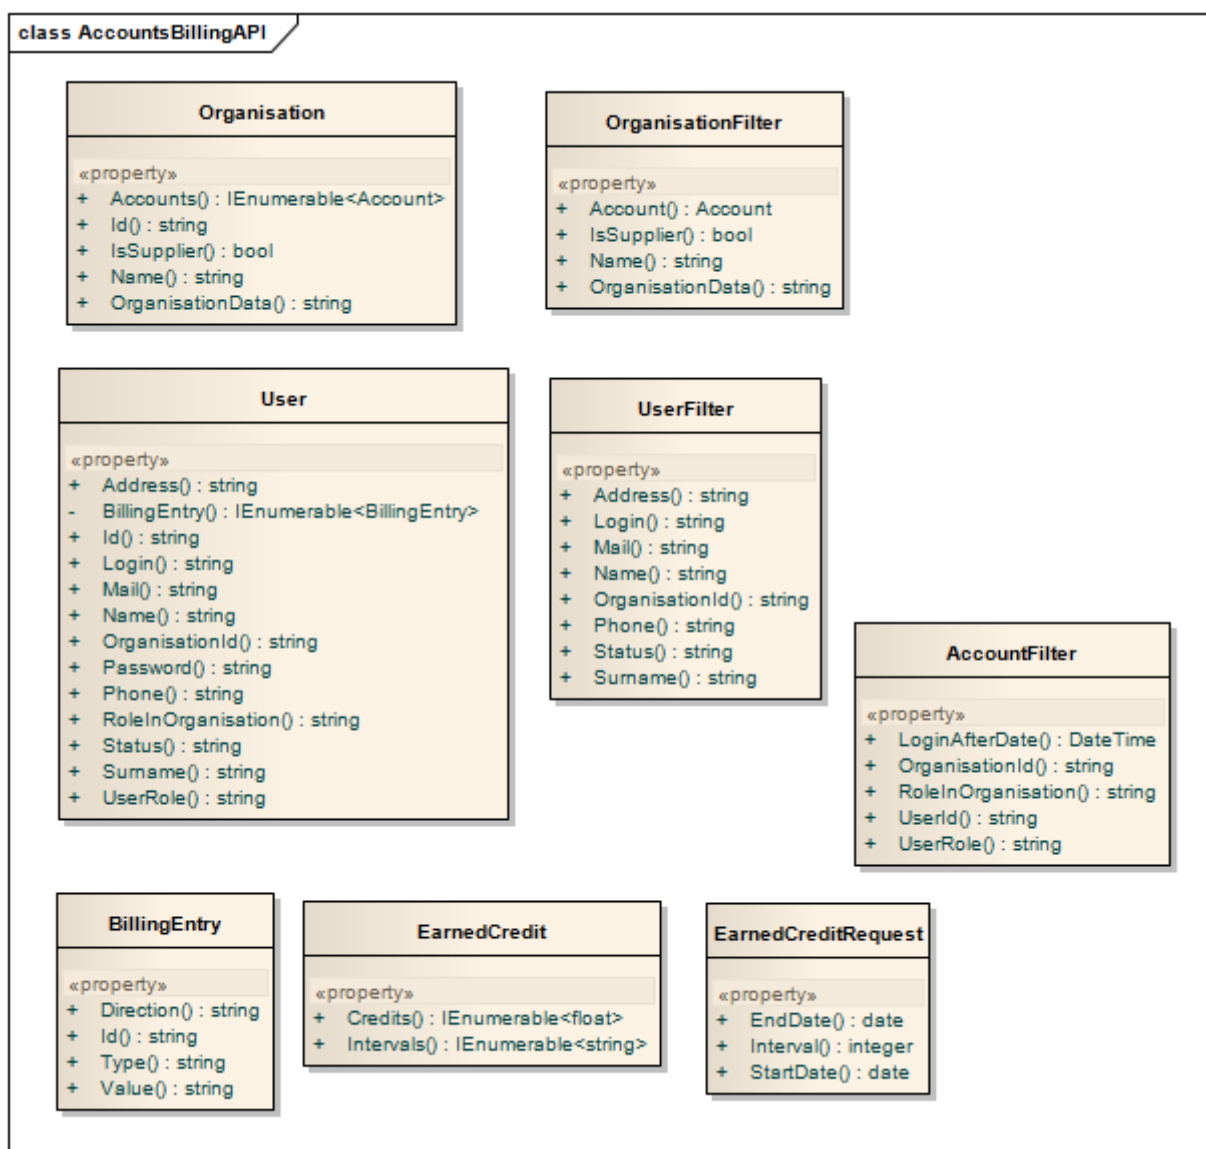 class AccountsBillingAPI
Organisation
«property»
+ Accounts() : IEnumerable<Account>
+ Id() : string
+ IsSupplier() : bool
+ Name() : string
+ OrganisationData() : string
OrganisationFilter
«property»
+ Account() : Account
+ IsSupplier() : bool
+ Name() : string
+ OrganisationData() : string
User
«property»
+ Address() : string
- BillingEntry() : IEnumerable<BillingEntry>
+ Id() : string
+ Login() : string
+ Mail() : string
+ Name() : string
+ OrganisationId() : string
+ Password() : string
+ Phone() : string
+ RoleInOrganisation() : string
+ Status() : string
+ Surname() : string
+ UserRole() : string
UserFilter
«property»
+ Address() : string
+ Login() : string
+ Mail() : string
+ Name() : string
+ OrganisationId() : string
+ Phone() : string
+ Status() : string
+ Surname() : string
AccountFilter
«property»
+ LoginAfterDate() : DateTime
+ OrganisationId() : string
+ RoleInOrganisation() : string
+ UserId() : string
+ UserRole() : string
BillingEntry
«property»
+ Direction() : string
+ Id() : string
+ Type() : string
+ Value() : string
EarnedCredit
«property»
+ Credits() : IEnumerable<float>
+ Intervals() : IEnumerable<string>
EarnedCreditRequest
«property»
+ EndDate() : date
+ Interval() : integer
+ StartDate() : date